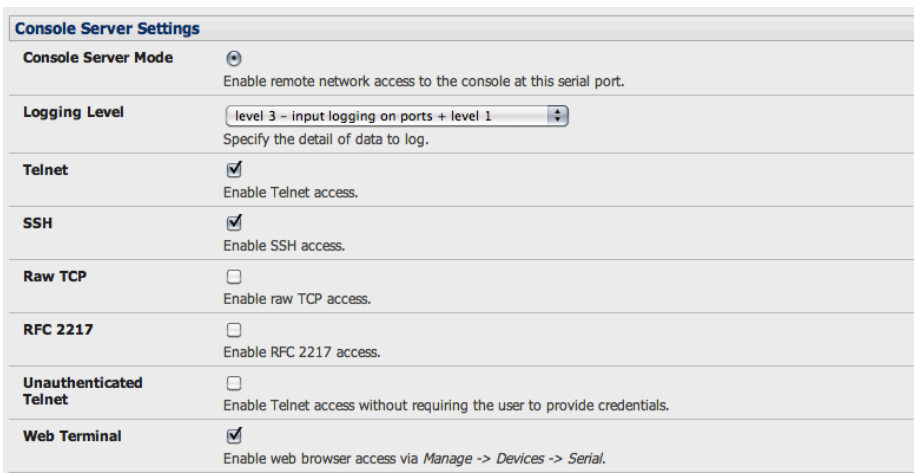 Console Server Settings
Console Server Mode
Enable remote network access to the console at this serial port.
Logging Level
level 3 – input logging on ports + level 1
Specify the detail of data to log.
Telnet
Enable Telnet access.
SSH
Enable SSH access.
Raw TCP
Enable raw TCP access.
RFC 2217
Enable RFC 2217 access.
Unauthenticated
Telnet
Enable Telnet access without requiring the user to provide credentials.
Web Terminal
Enable web browser access via Manage -> Devices -> Serial.